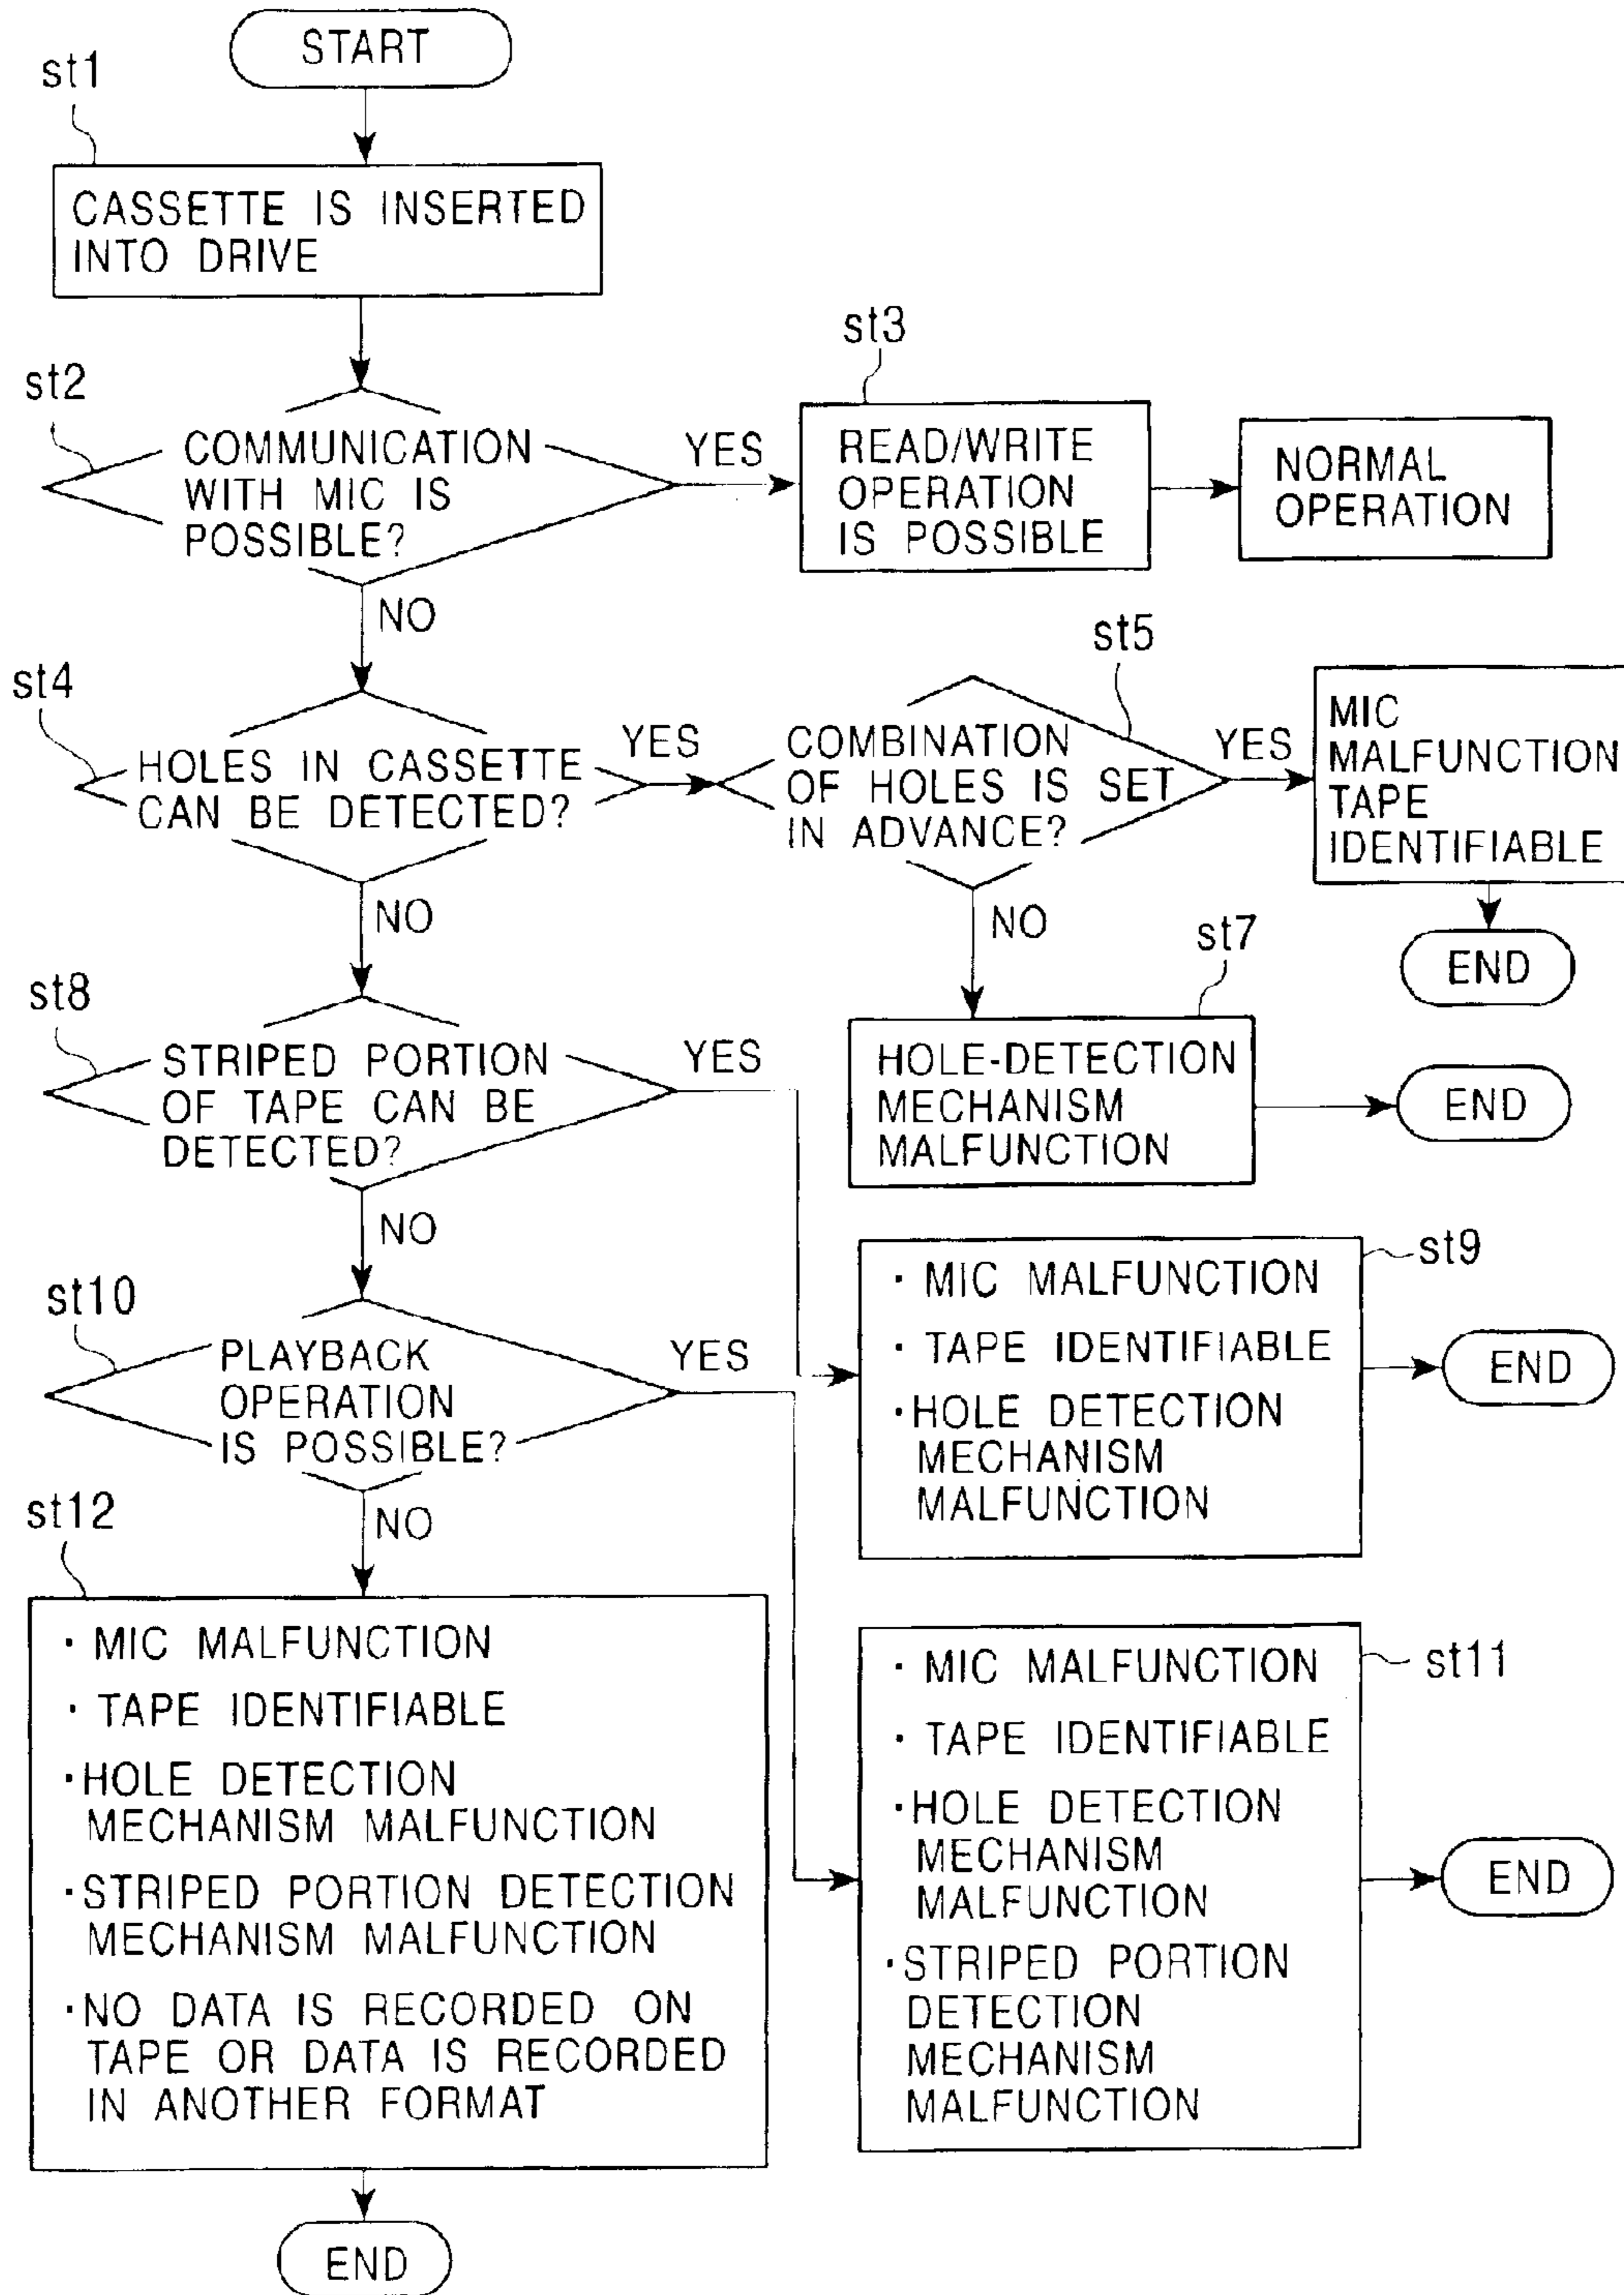 START
st1
CASSETTE IS INSERTED
INTO DRIVE
st2
COMMUNICATION
WITH MIC IS
POSSIBLE?
YES
st3
READ/WRITE
OPERATION
IS POSSIBLE
NORMAL
OPERATION
NO
st4
HOLES IN CASSETTE
CAN BE DETECTED?
YES
st5
COMBINATION
OF HOLES IS SET
IN ADVANCE?
YES
MIC
MALFUNCTION
TAPE
IDENTIFIABLE
END
NO
st7
HOLE-DETECTION
MECHANISM
MALFUNCTION
END
NO
st8
STRIPED PORTION
OF TAPE CAN BE
DETECTED?
YES
st9
· MIC MALFUNCTION
· TAPE IDENTIFIABLE
· HOLE DETECTION
MECHANISM
MALFUNCTION
END
NO
st10
PLAYBACK
OPERATION
IS POSSIBLE?
YES
st11
· MIC MALFUNCTION
· TAPE IDENTIFIABLE
· HOLE DETECTION
MECHANISM
MALFUNCTION
· STRIPED PORTION
DETECTION
MECHANISM
MALFUNCTION
END
NO
st12
· MIC MALFUNCTION
· TAPE IDENTIFIABLE
· HOLE DETECTION
MECHANISM MALFUNCTION
· STRIPED PORTION DETECTION
MECHANISM MALFUNCTION
· NO DATA IS RECORDED ON
TAPE OR DATA IS RECORDED
IN ANOTHER FORMAT
END